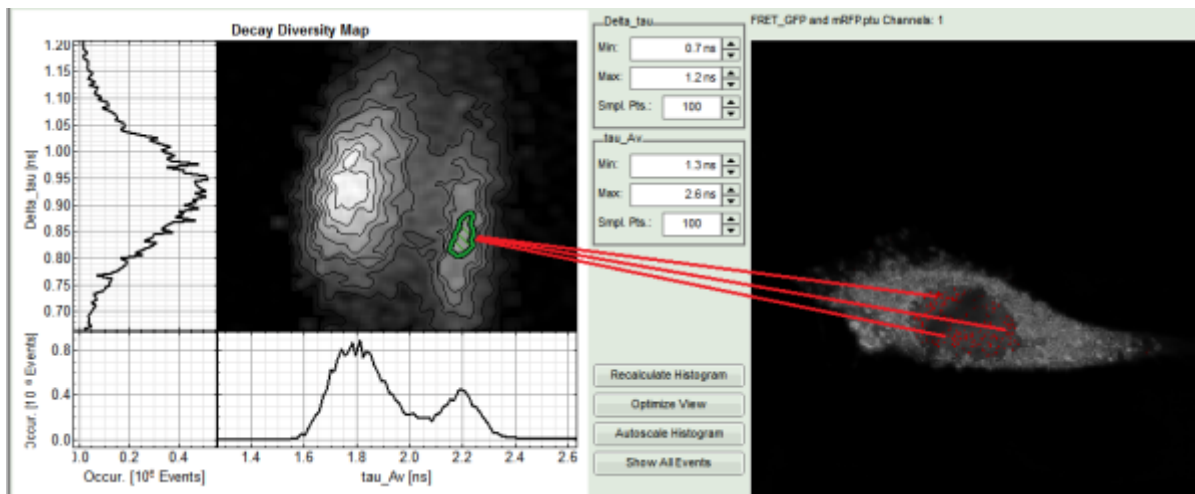 Decay Diversity Map
Delta_tau [ns]
1.20
1.15
1.10
1.05
1.00
0.95
0.90
0.85
0.80
0.75
0.70
1.0 0.2 0.4
Occur. [10⁶ Events]
Occur. [10 ⁶ Events]
0.8
0.4
0.0
1.4 1.6 1.8 2.0 2.2 2.4 2.6
tau_Av [ns]
Delta_tau
Min: 0.7 ns
Max: 1.2 ns
Smpl. Pts.: 100
tau_Av
Min: 1.3 ns
Max: 2.6 ns
Smpl. Pts.: 100
Recalculate Histogram
Optimize View
Autoscale Histogram
Show All Events
FRET_GFP and mRFP.ptu Channels: 1